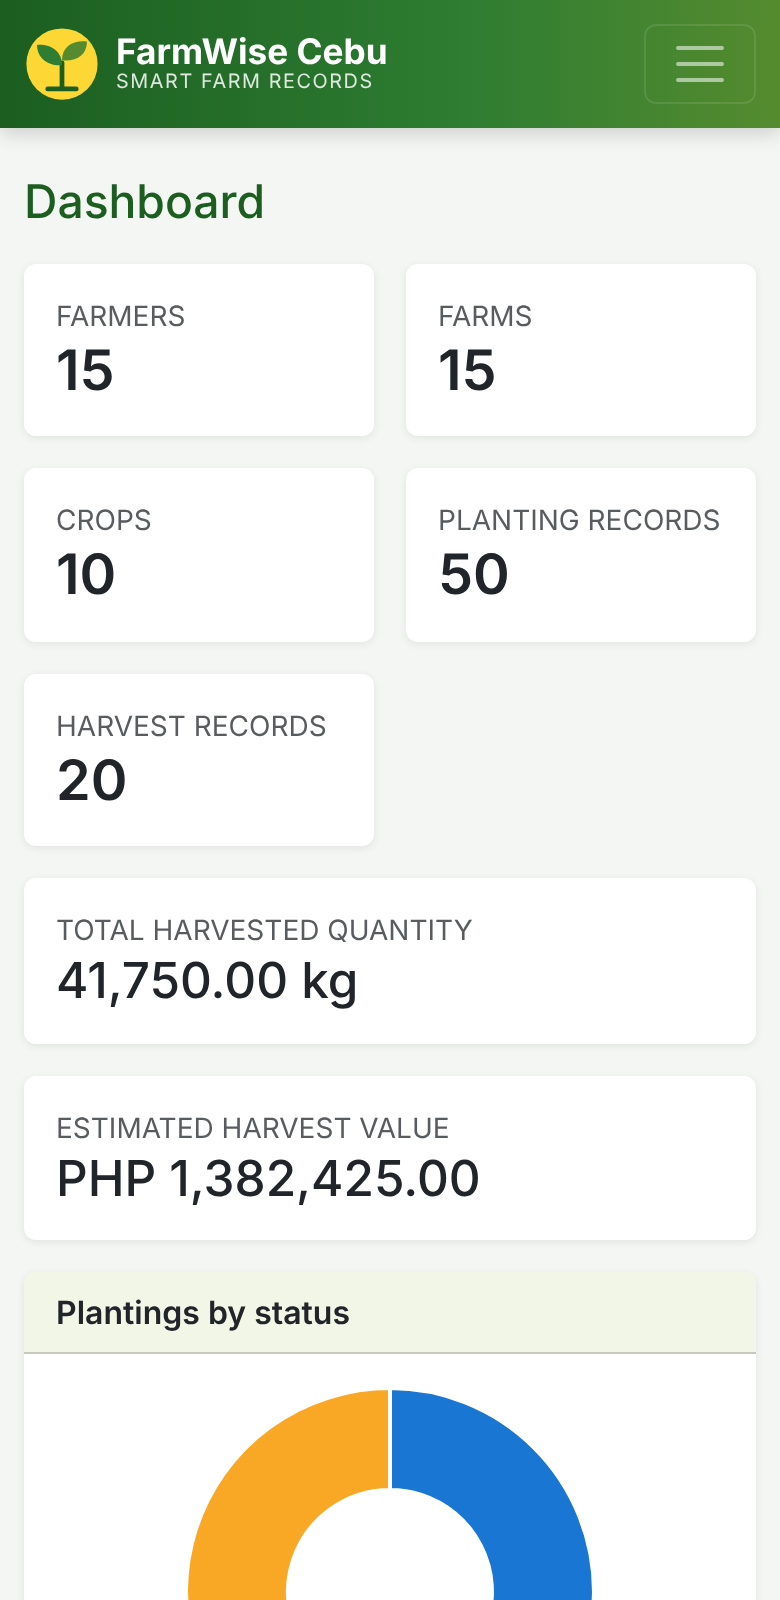 FarmWise Cebu
SMART FARM RECORDS
Dashboard
FARMERS
15
FARMS
15
CROPS
10
PLANTING RECORDS
50
HARVEST RECORDS
20
TOTAL HARVESTED QUANTITY
41,750.00 kg
ESTIMATED HARVEST VALUE
PHP 1,382,425.00
Plantings by status